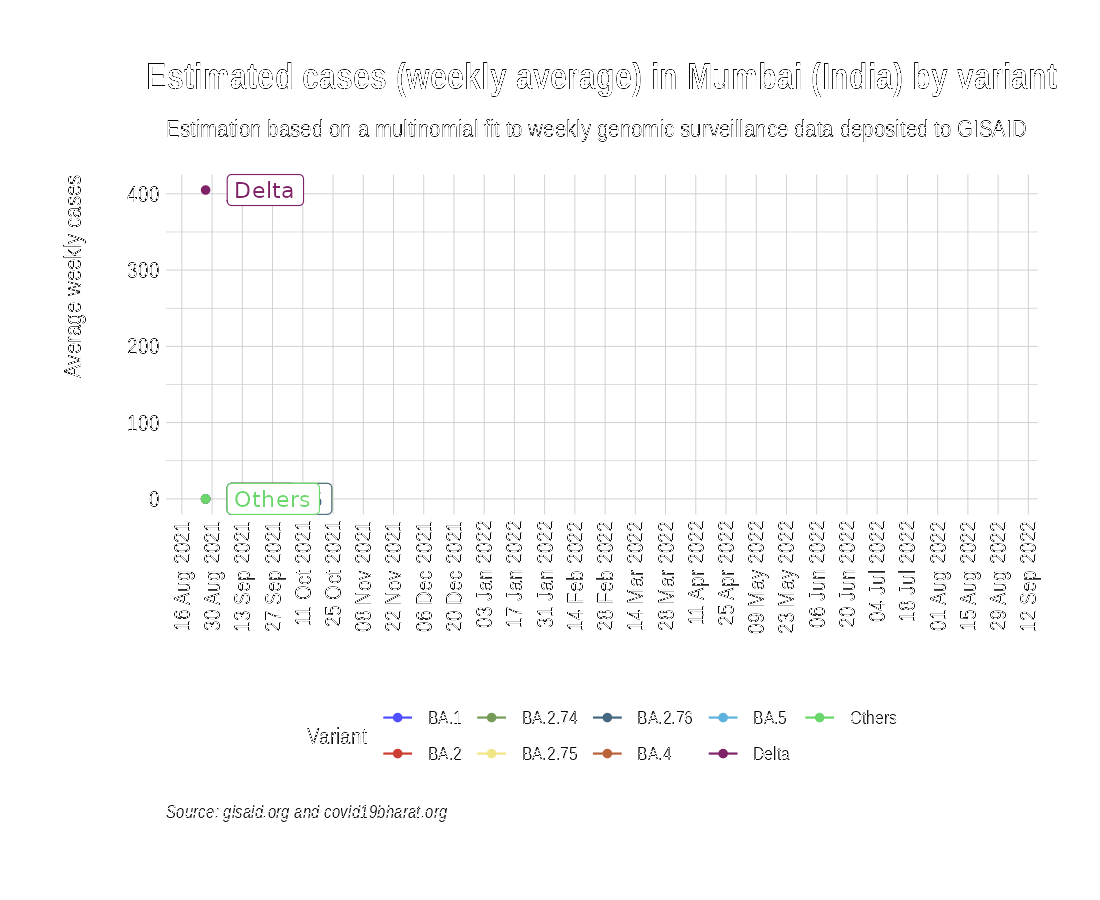 Estimated cases (weekly average) in Mumbai (India) by variant
Estimation based on a multinomial fit to weekly genomic surveillance data deposited to GISAID
Average weekly cases
400
300
200
100
0
Delta
Others
16 Aug 2021
30 Aug 2021
13 Sep 2021
27 Sep 2021
11 Oct 2021
25 Oct 2021
08 Nov 2021
22 Nov 2021
06 Dec 2021
20 Dec 2021
03 Jan 2022
17 Jan 2022
31 Jan 2022
14 Feb 2022
28 Feb 2022
14 Mar 2022
28 Mar 2022
11 Apr 2022
25 Apr 2022
09 May 2022
23 May 2022
06 Jun 2022
20 Jun 2022
04 Jul 2022
18 Jul 2022
01 Aug 2022
15 Aug 2022
29 Aug 2022
12 Sep 2022
Variant
BA.1 BA.2.74 BA.2.76 BA.5 Others
BA.2 BA.2.75 BA.4 Delta
Source: gisaid.org and covid19bharat.org